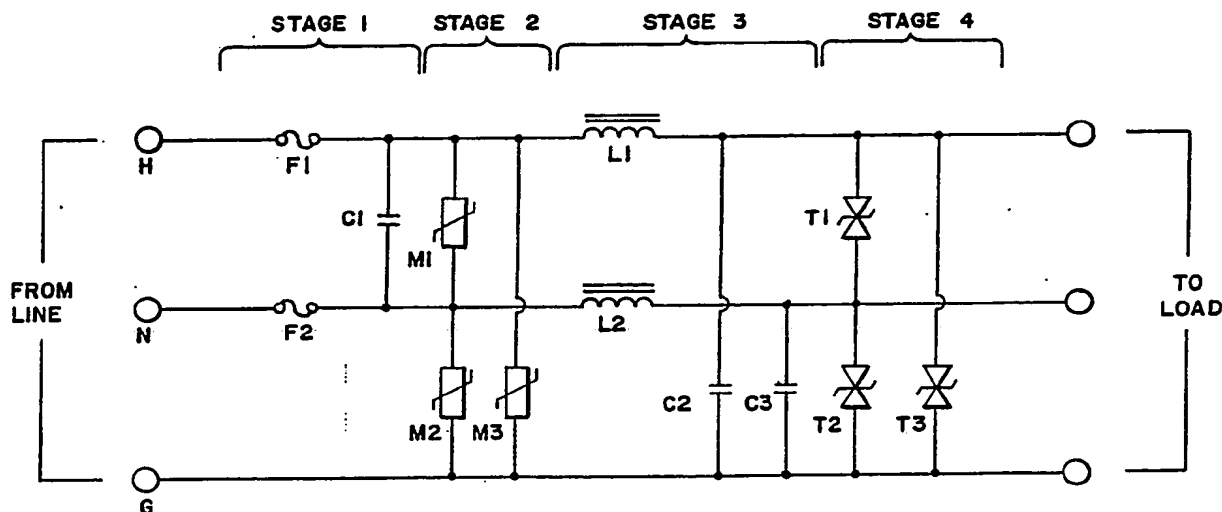 STAGE 1 STAGE 2 STAGE 3 STAGE 4
H F1 L1
C1 M1 T1
FROM LINE
TO LOAD
N F2 L2
M2 M3 C2 C3 T2 T3
G